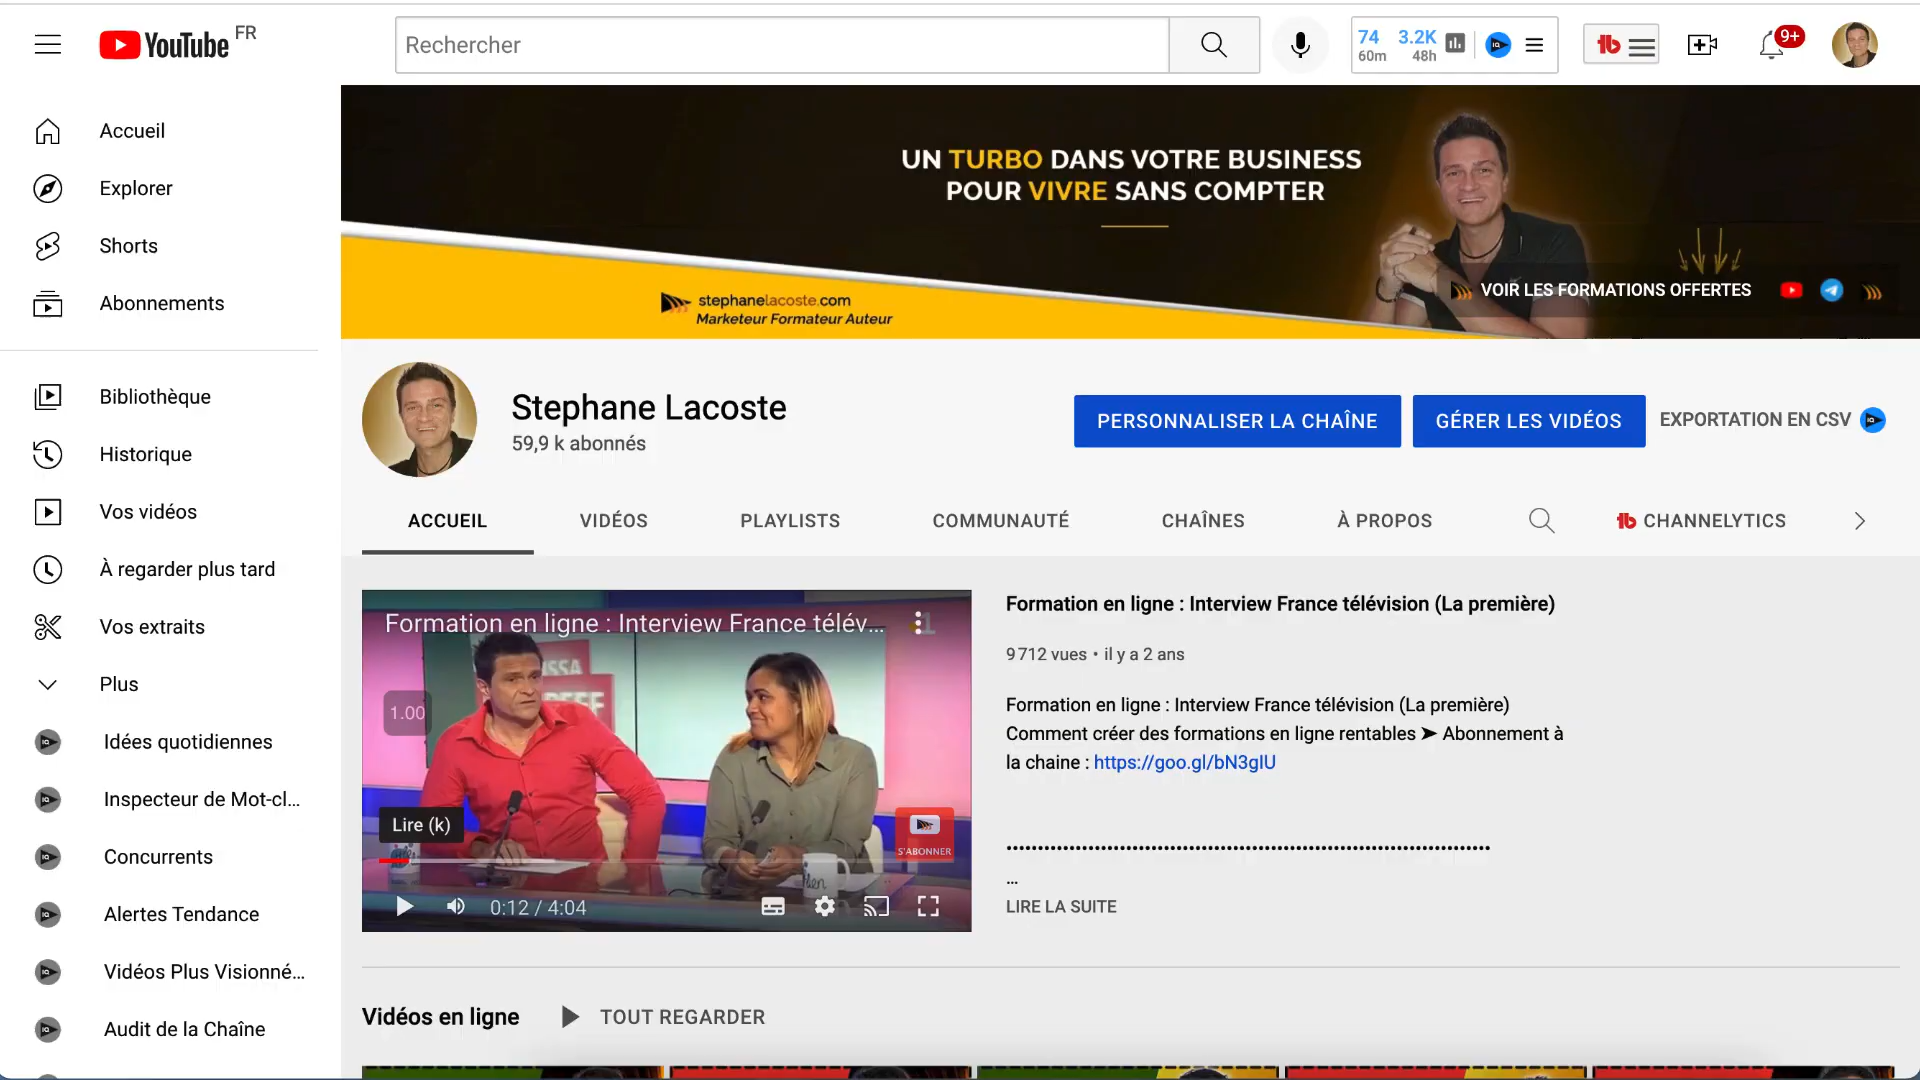 YouTube FR
Rechercher
74 3.2K
60m 48h
9+
Accueil
Explorer
Shorts
Abonnements
Bibliothèque
Historique
Vos vidéos
À regarder plus tard
Vos extraits
Plus
Idées quotidiennes
Inspecteur de Mot-cl...
Concurrents
Alertes Tendance
Vidéos Plus Visionné...
Audit de la Chaîne
UN TURBO DANS VOTRE BUSINESS
POUR VIVRE SANS COMPTER
stephanelacoste.com
Marketeur Formateur Auteur
VOIR LES FORMATIONS OFFERTES
Stephane Lacoste
59,9 k abonnés
PERSONNALISER LA CHAÎNE
GÉRER LES VIDÉOS
EXPORTATION EN CSV
ACCUEIL
VIDÉOS
PLAYLISTS
COMMUNAUTÉ
CHAÎNES
À PROPOS
CHANNELYTICS
Formation en ligne : Interview France télév...
1.00
Lire (k)
S'ABONNER
0:12 / 4:04
Formation en ligne : Interview France télévision (La première)
9 712 vues • il y a 2 ans
Formation en ligne : Interview France télévision (La première)
Comment créer des formations en ligne rentables ➤ Abonnement à
la chaine : https://goo.gl/bN3gIU
...
LIRE LA SUITE
Vidéos en ligne
TOUT REGARDER